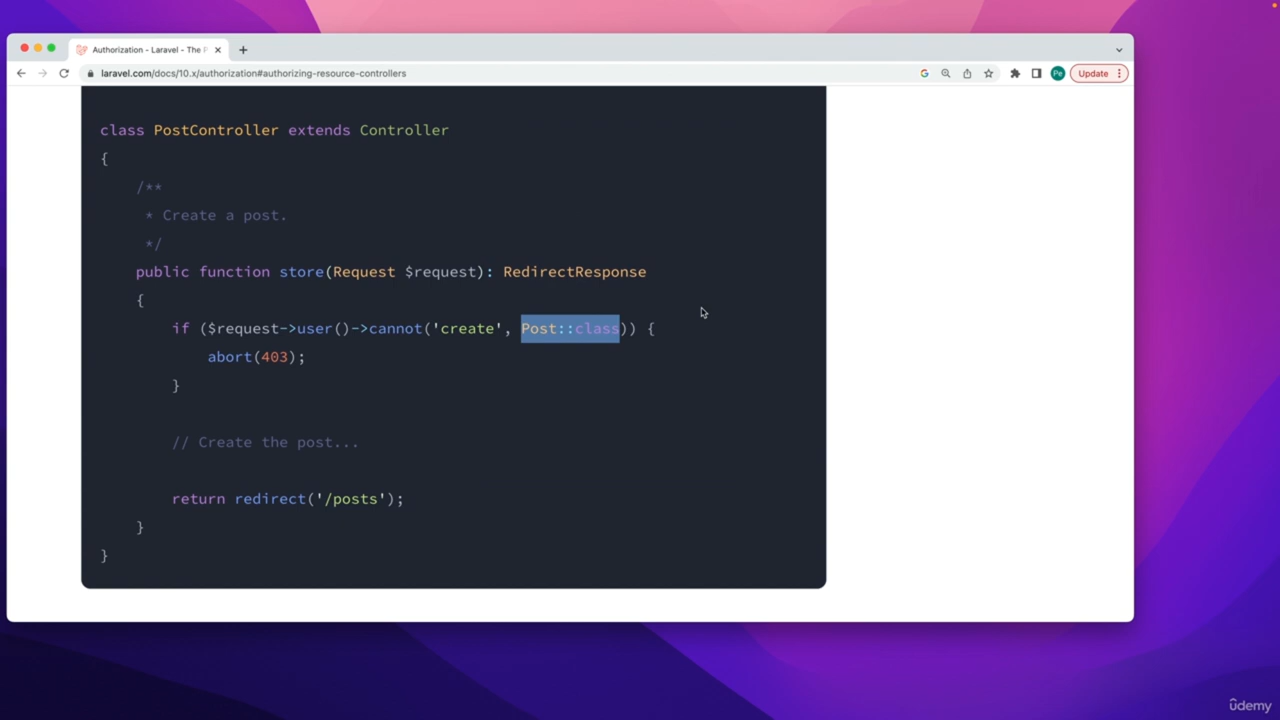 Authorization - Laravel - The P
laravel.com/docs/10.x/authorization#authorizing-resource-controllers
Pe
Update
class PostController extends Controller
{
/**
* Create a post.
*/
public function store(Request $request): RedirectResponse
{
if ($request->user()->cannot('create', Post::class)) {
abort(403);
}
// Create the post...
return redirect('/posts');
}
}
ûdemy